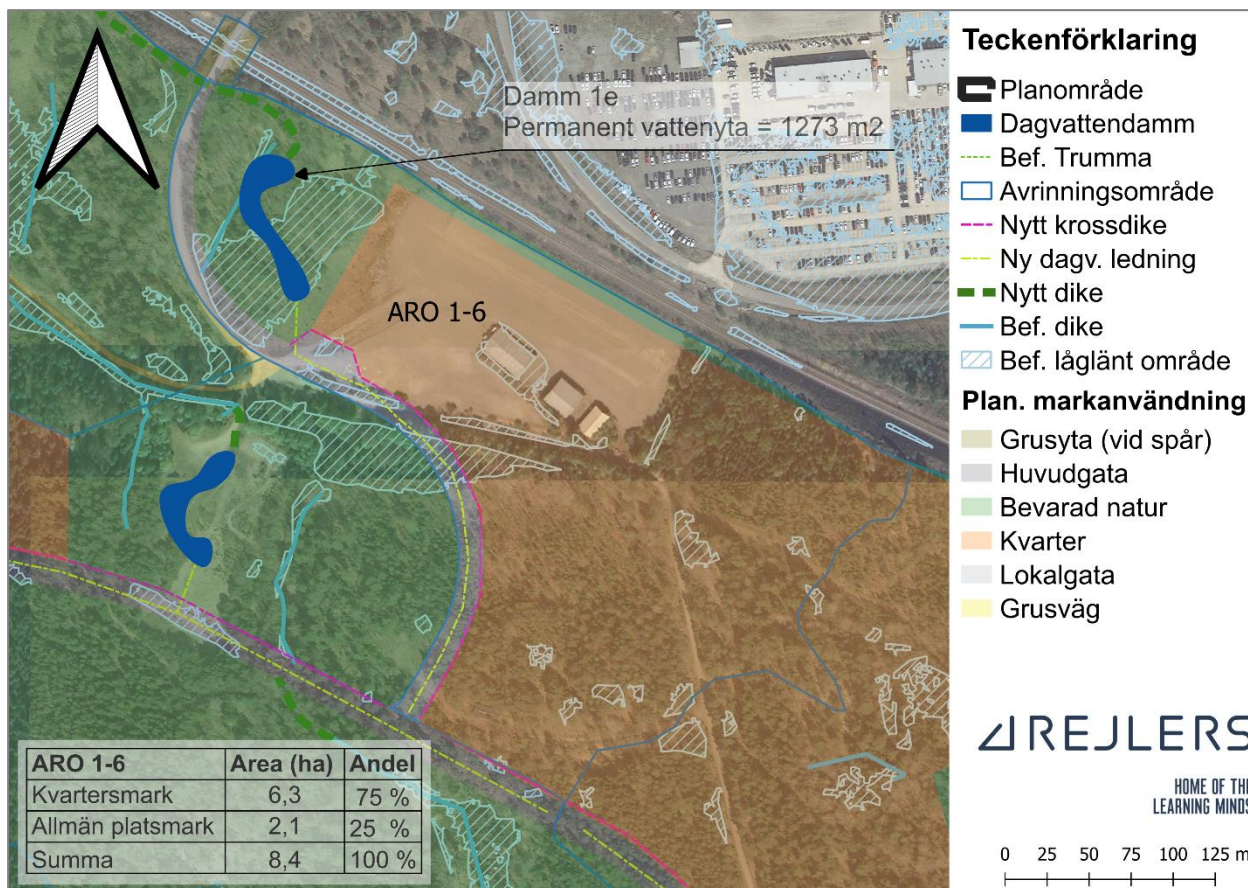 Damm 1e
Permanent vattenyta = 1273 m2
ARO 1-6
ARO 1-6 Area (ha) Andel
Kvartersmark 6,3 75 %
Allmän platsmark 2,1 25 %
Summa 8,4 100 %
Teckenförklaring
Planområde
Dagvattendamm
Bef. Trumma
Avrinningsområde
Nytt krossdike
Ny dagv. ledning
Nytt dike
Bef. dike
Bef. låglänt område
Plan. markanvändning
Grusyta (vid spår)
Huvudgata
Bevarad natur
Kvarter
Lokalgata
Grusväg
REJLERS
HOME OF THE
LEARNING MINDS
0 25 50 75 100 125 m